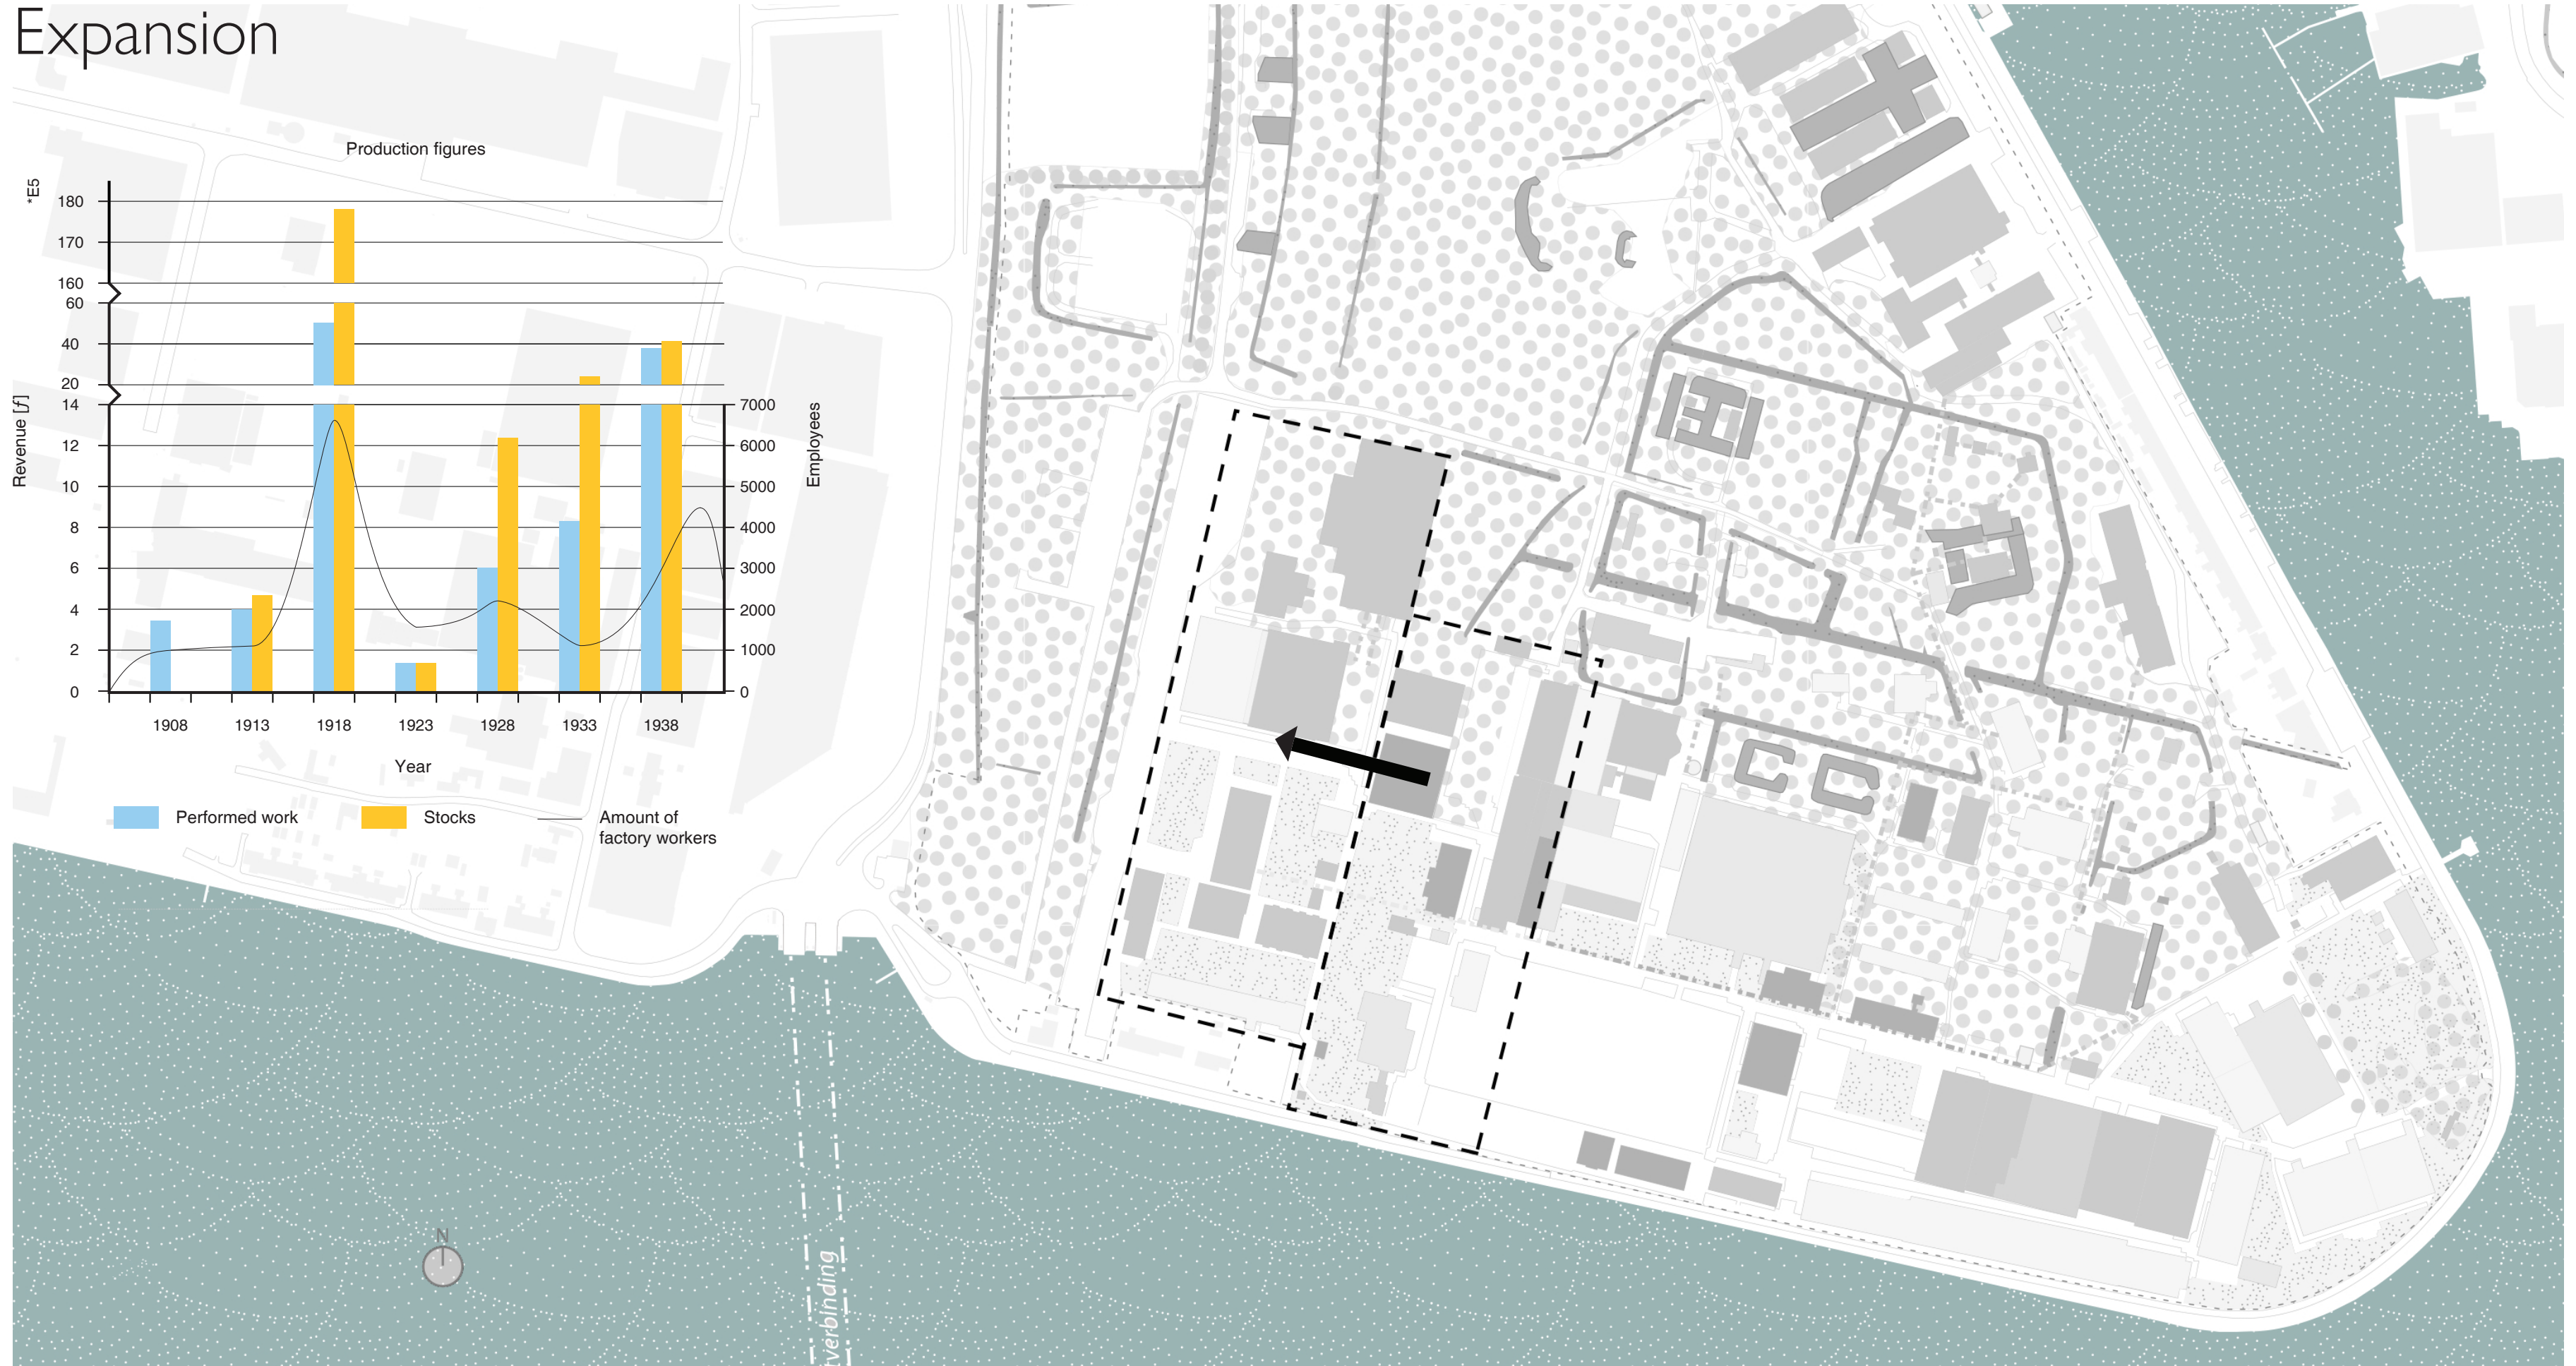 Expansion
Production figures
*E5
180
170
160
60
40
20
14
12
10
8
6
4
2
0
Revenue [ƒ]
7000
6000
5000
4000
3000
2000
1000
0
Employees
1908 1913 1918 1923 1928 1933 1938
Year
Performed work Stocks Amount of
factory workers
N
tverbinding